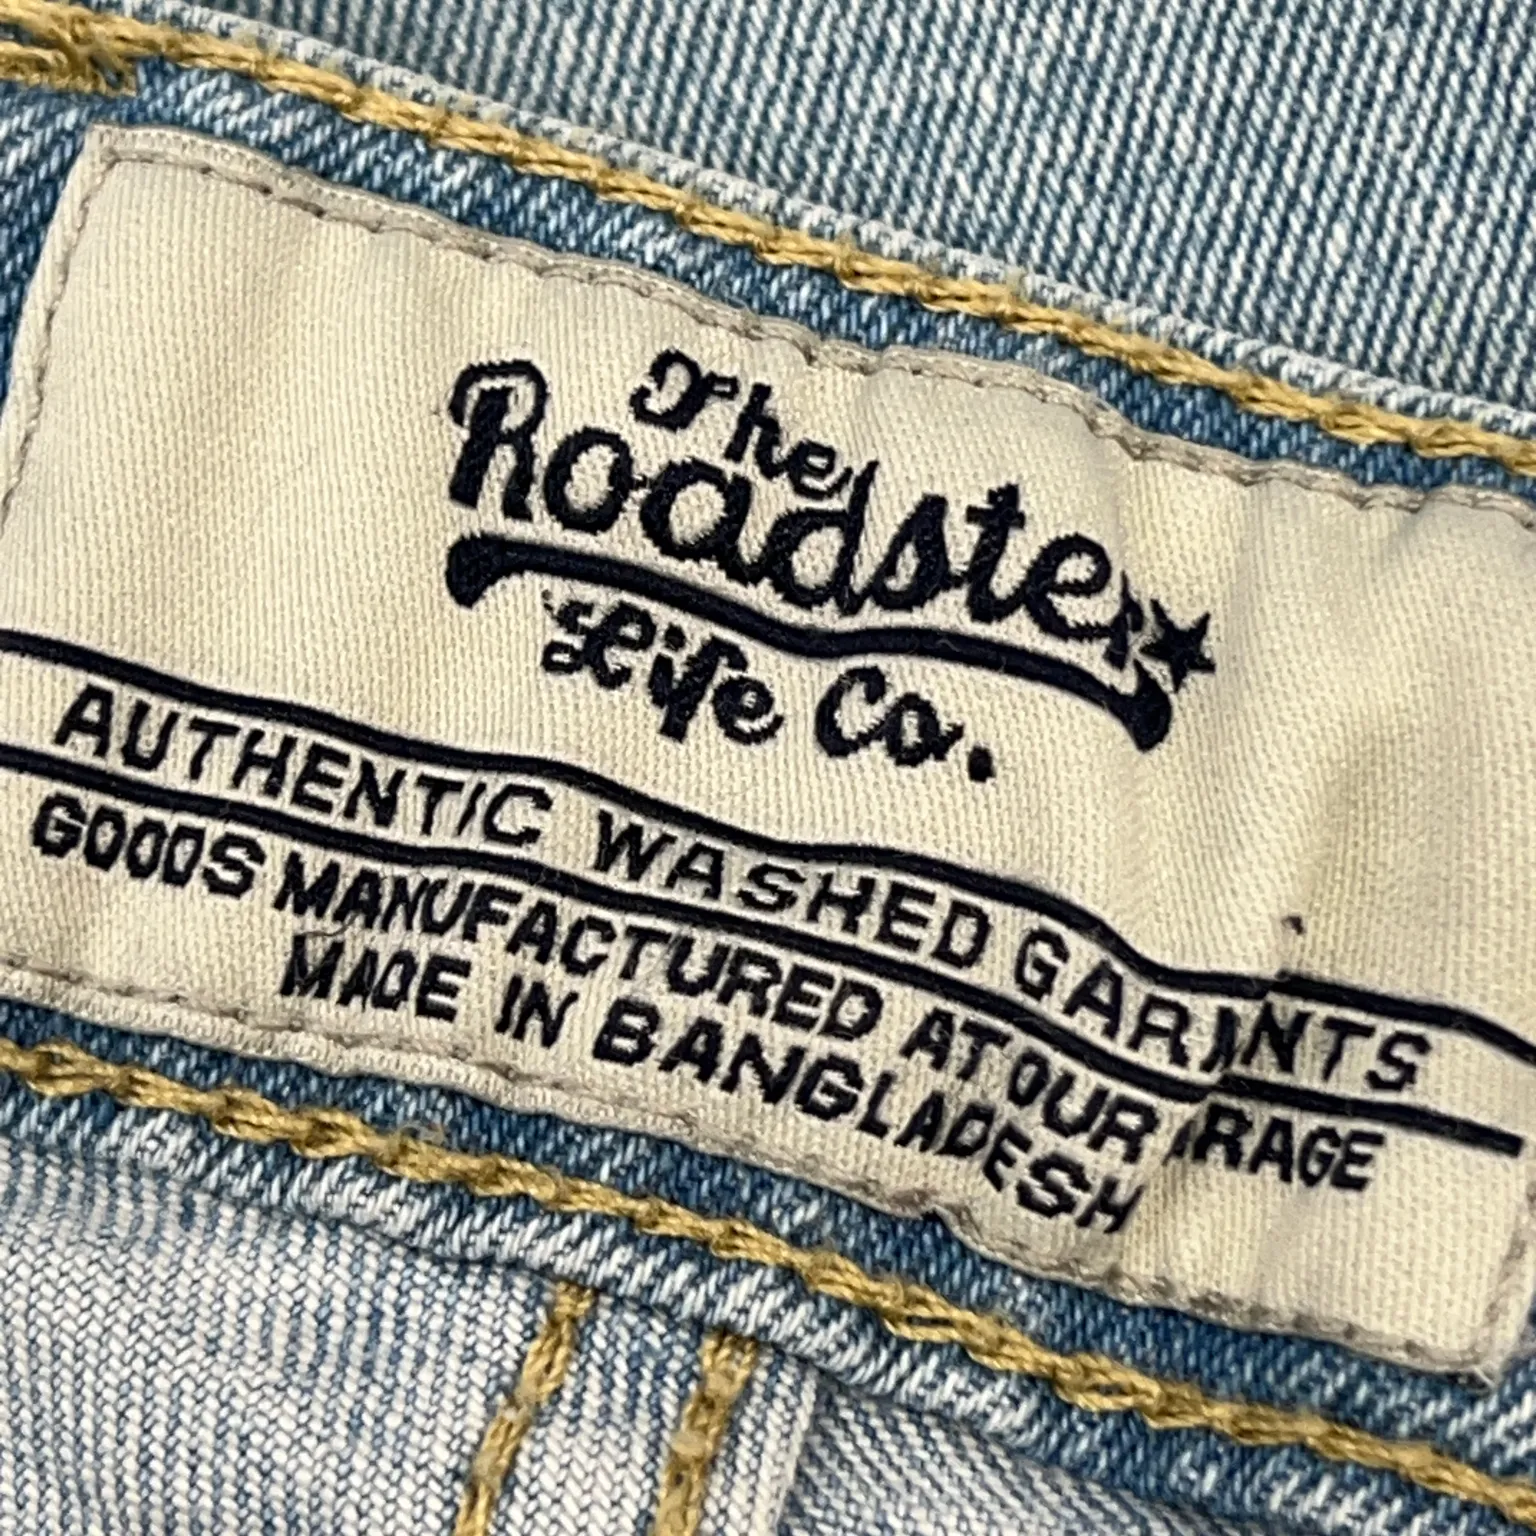 The
Roadster
Life Co.
AUTHENTIC WASHED GARMENTS
GOODS MANUFACTURED AT OUR GARAGE
MADE IN BANGLADESH